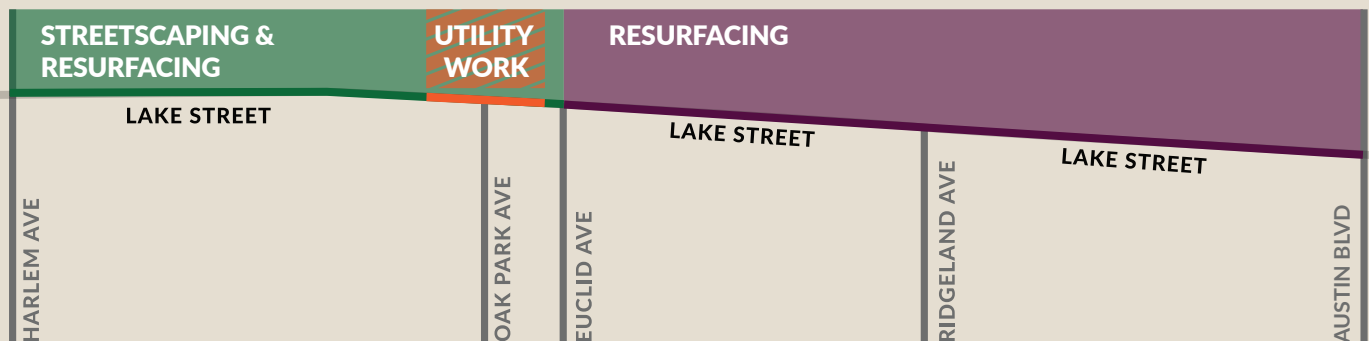 STREETSCAPING &
RESURFACING
UTILITY
WORK
RESURFACING
LAKE STREET
LAKE STREET
LAKE STREET
HARLEM AVE
OAK PARK AVE
EUCLID AVE
RIDGELAND AVE
AUSTIN BLVD